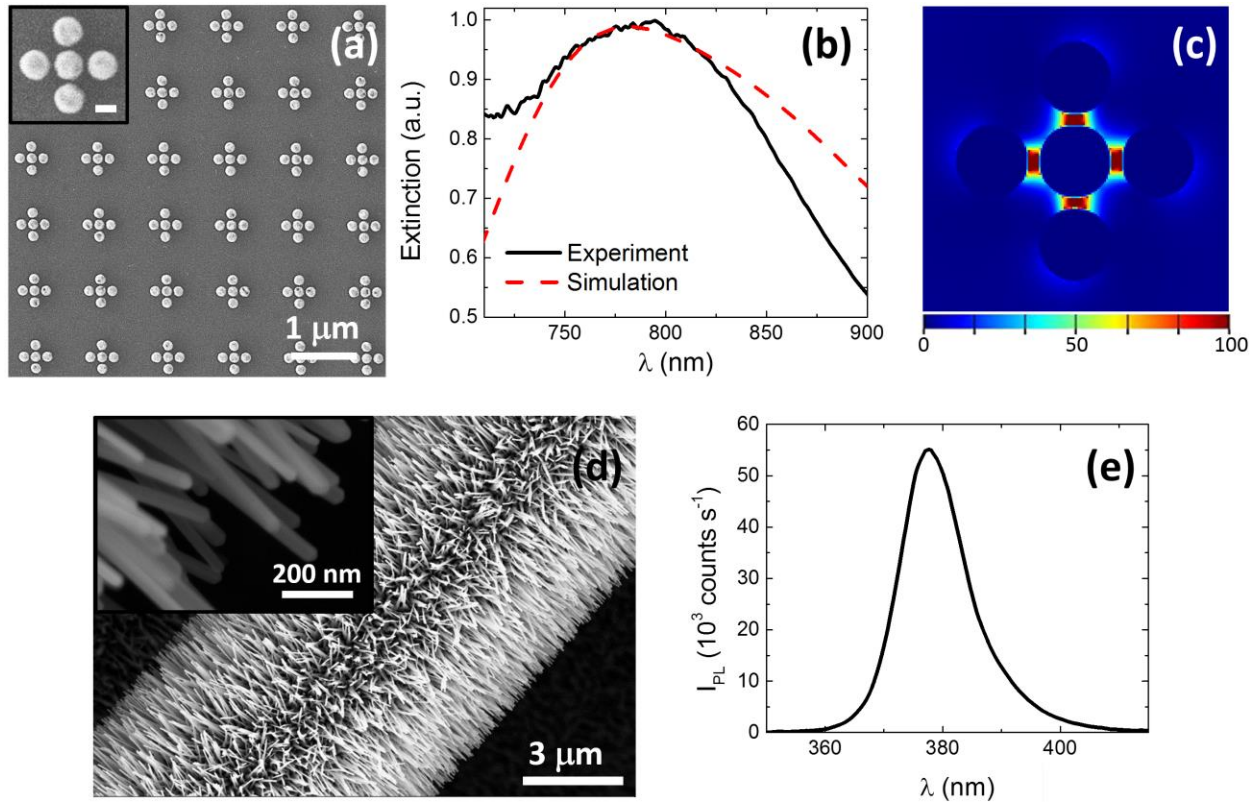 (a)
1 μm
(b)
1.0
0.9
0.8
0.7
0.6
0.5
Extinction (a.u.)
Experiment
Simulation
750
800
850
900
λ (nm)
(c)
0
50
100
(d)
200 nm
3 μm
(e)
60
50
40
30
20
10
0
I_PL (10³ counts s⁻¹)
360
380
400
λ (nm)